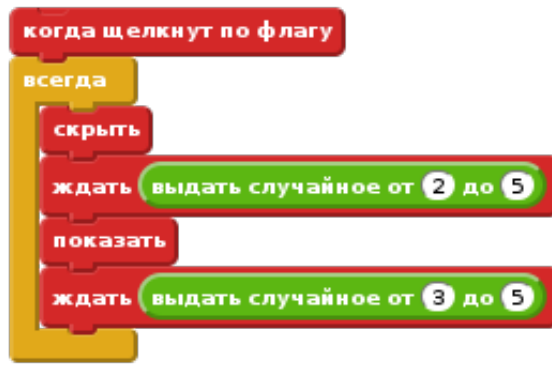 когда щелкнут по флагу
всегда
скрыть
ждать выдать случайное от 2 до 5
показать
ждать выдать случайное от 3 до 5